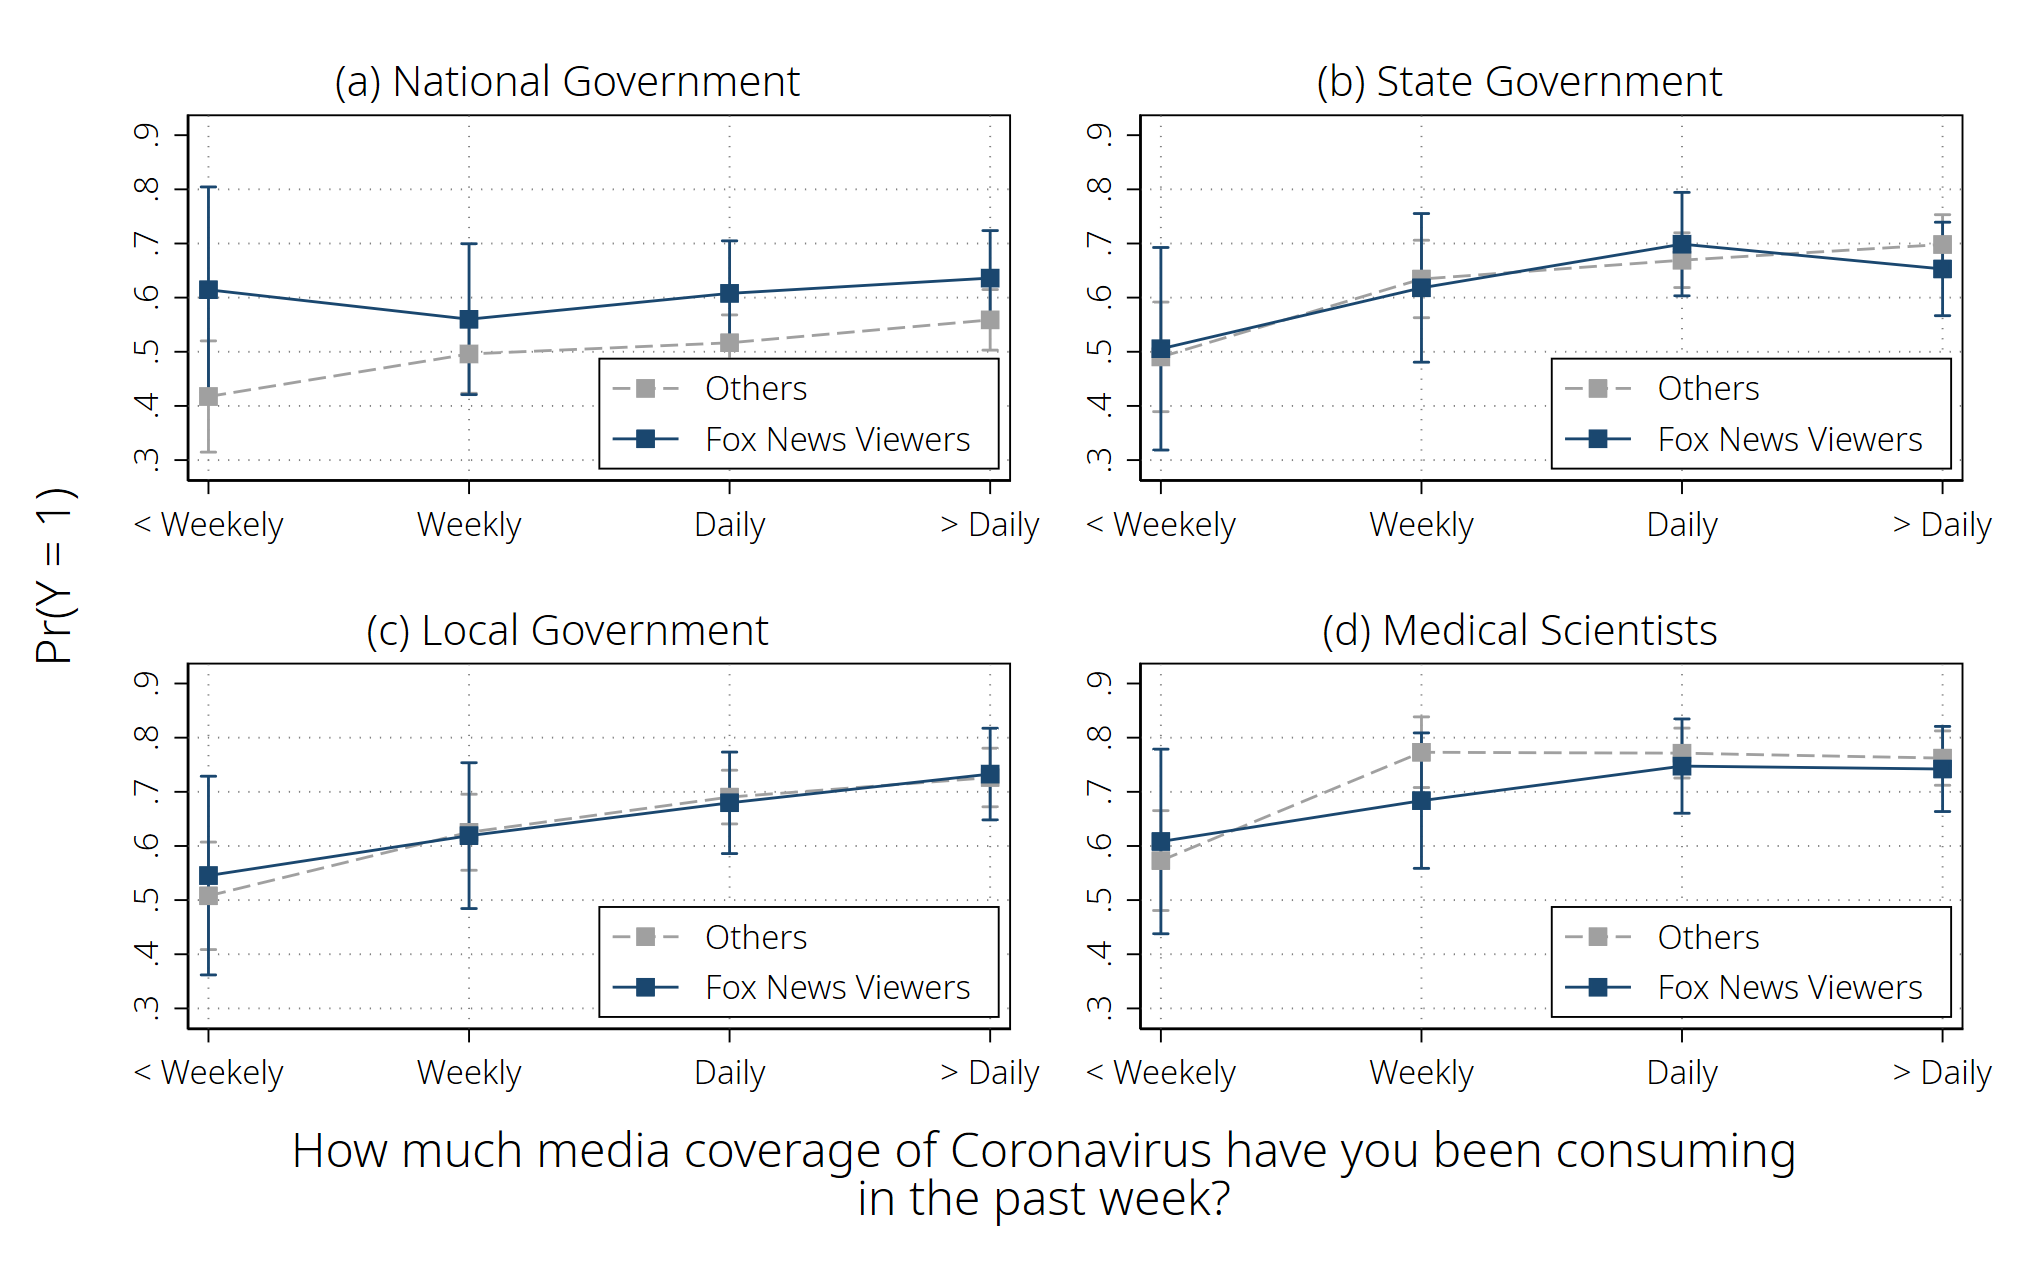 (a) National Government
.9
.8
.7
.6
.5
.4
.3
Others
Fox News Viewers
< Weekely Weekly Daily > Daily
(b) State Government
.9
.8
.7
.6
.5
.4
.3
Others
Fox News Viewers
< Weekely Weekly Daily > Daily
Pr(Y = 1)
(c) Local Government
.9
.8
.7
.6
.5
.4
.3
Others
Fox News Viewers
< Weekely Weekly Daily > Daily
(d) Medical Scientists
.9
.8
.7
.6
.5
.4
.3
Others
Fox News Viewers
< Weekely Weekly Daily > Daily
How much media coverage of Coronavirus have you been consuming
in the past week?